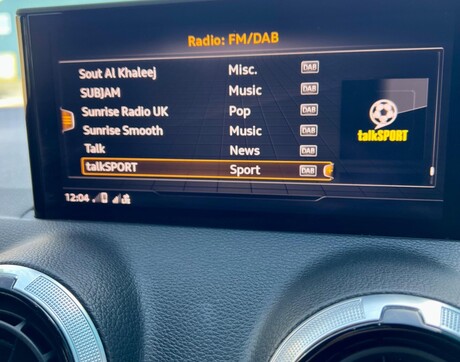 Radio: FM/DAB
Sout Al Khaleej Misc. DAB
SUBJAM Music DAB
Sunrise Radio UK Pop DAB
Sunrise Smooth Music DAB
Talk News DAB
talkSPORT Sport DAB
talkSPORT
12:04